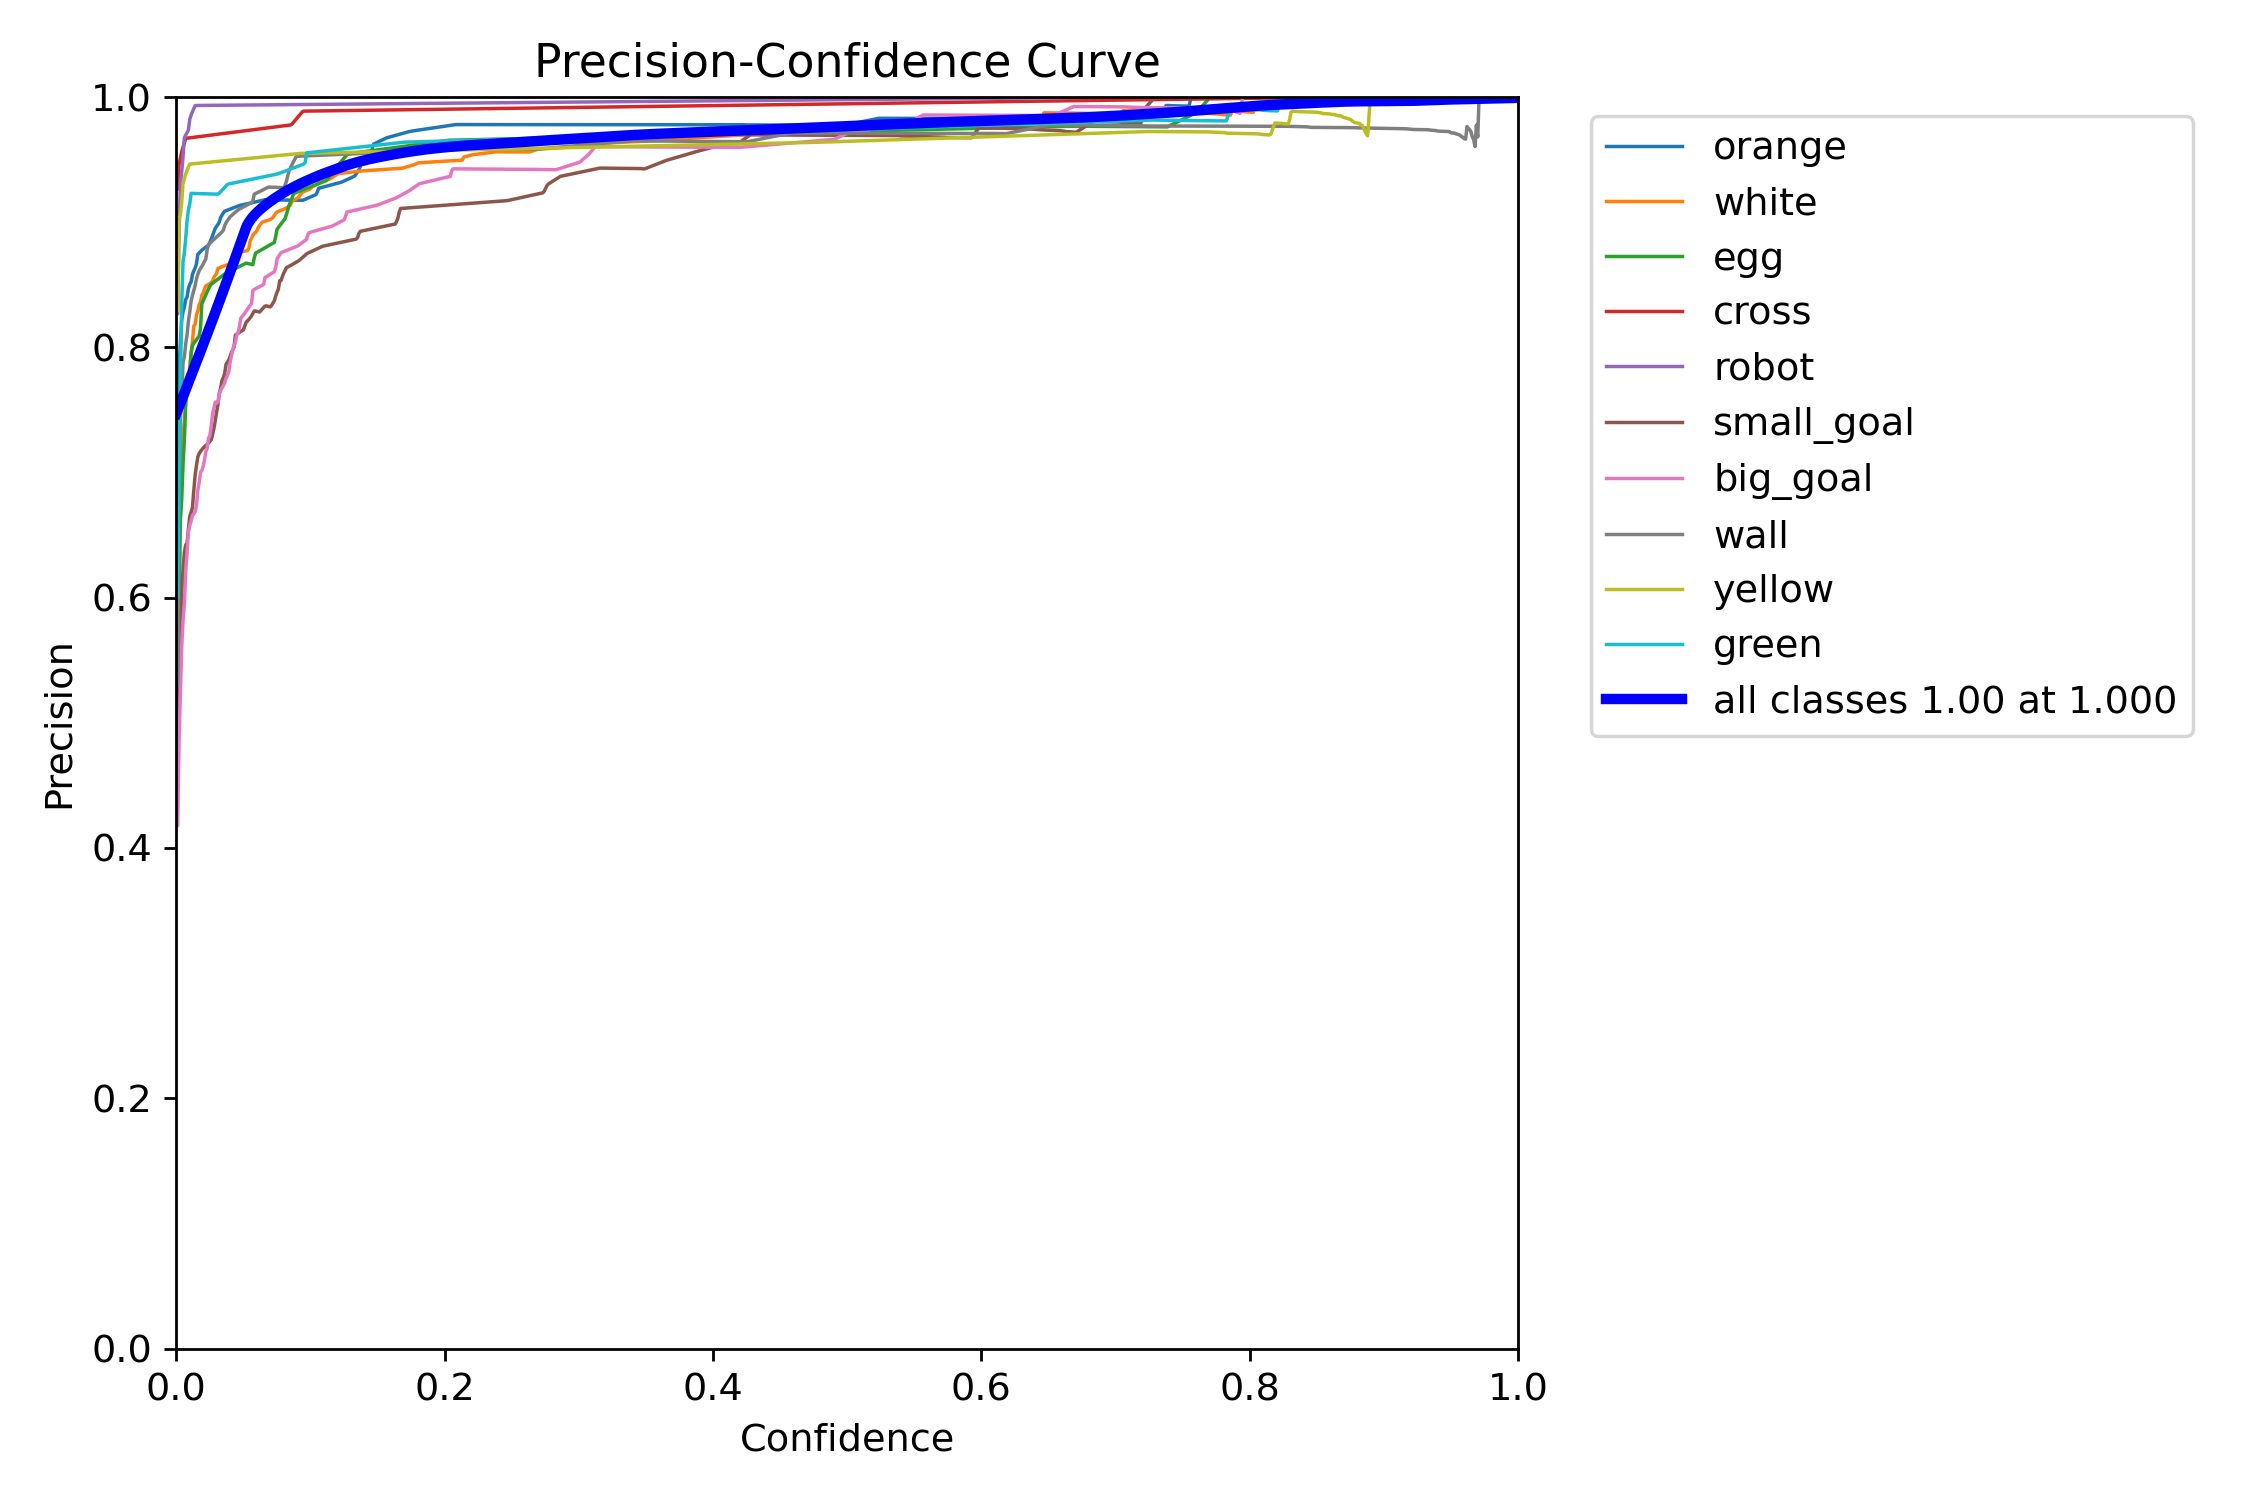 Precision-Confidence Curve
1.0
0.8
0.6
0.4
0.2
0.0
Precision
0.0 0.2 0.4 0.6 0.8 1.0
Confidence
orange
white
egg
cross
robot
small_goal
big_goal
wall
yellow
green
all classes 1.00 at 1.000